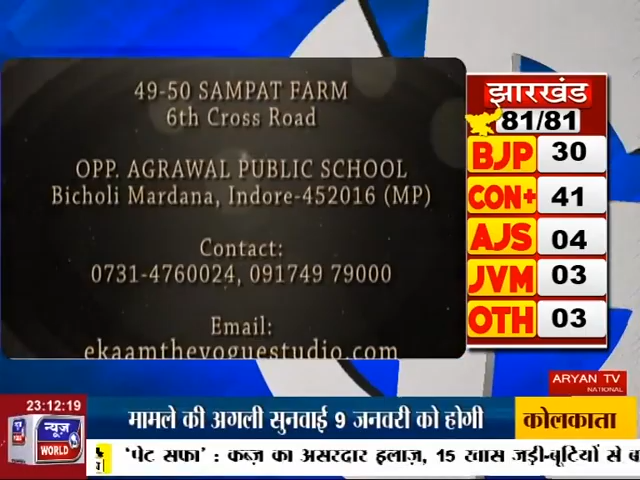 49-50 SAMPAT FARM
6th Cross Road
OPP. AGRAWAL PUBLIC SCHOOL
Bicholi Mardana, Indore-452016 (MP)
Contact:
0731-4760024, 091749 79000
Email:
ekaamthevoguestudio.com
झारखंड
81/81
BJP 30
CON+ 41
AJS 04
JVM 03
OTH 03
ARYAN TV
NATIONAL
23:12:19
न्यूज़
WORLD
मामले की अगली सुनवाई 9 जनवरी को होगी
कोलकाता
'पेट सफा' : कब्ज़ का असरदार इलाज़, 15 खास जड़ी-बूटियों से